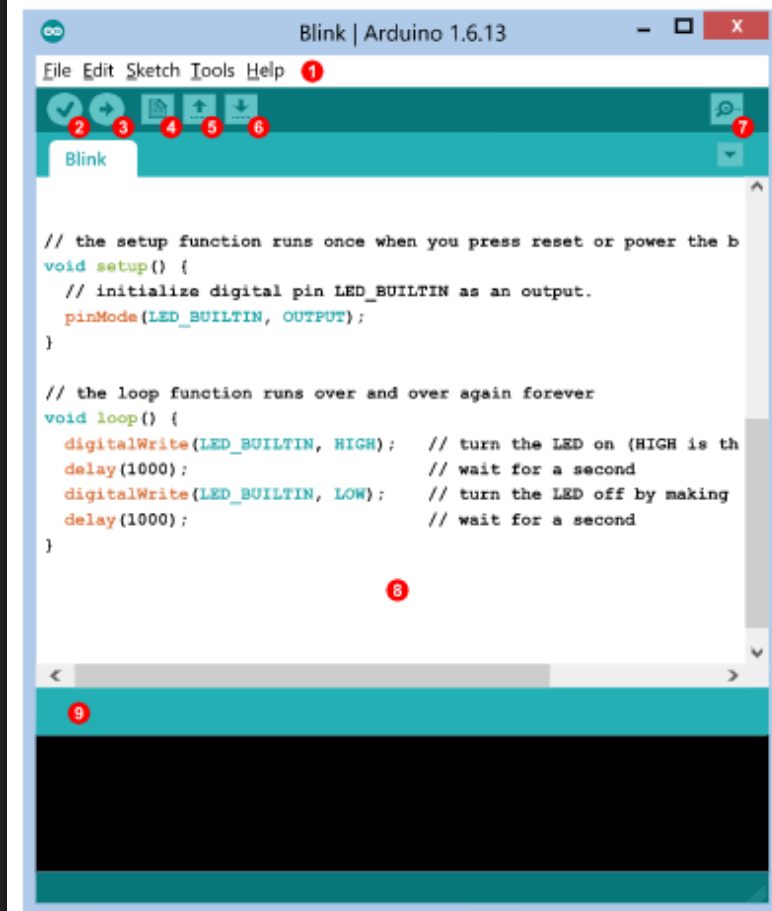 Blink | Arduino 1.6.13
X
File Edit Sketch Tools Help 1
2 3 4 5 6 7
Blink
// the setup function runs once when you press reset or power the b
void setup() {
  // initialize digital pin LED_BUILTIN as an output.
  pinMode(LED_BUILTIN, OUTPUT);
}
// the loop function runs over and over again forever
void loop() {
  digitalWrite(LED_BUILTIN, HIGH);   // turn the LED on (HIGH is th
  delay(1000);                       // wait for a second
  digitalWrite(LED_BUILTIN, LOW);    // turn the LED off by making
  delay(1000);                       // wait for a second
}
8
9